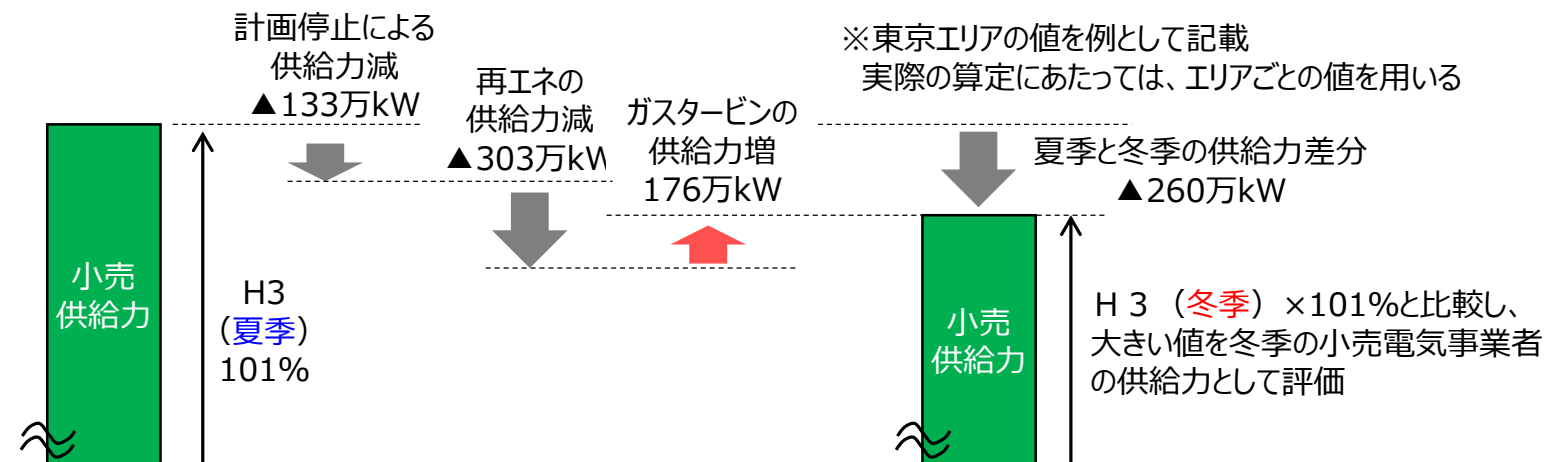 計画停止による
供給力減
▲133万kW
再エネの
供給力減
▲303万kW
ガスタービンの
供給力増
176万kW
※東京エリアの値を例として記載
実際の算定にあたっては、エリアごとの値を用いる
夏季と冬季の供給力差分
▲260万kW
小売
供給力
H3
（夏季）
101%
小売
供給力
Ｈ３（冬季）×101%と比較し、
大きい値を冬季の小売電気事業者
の供給力として評価